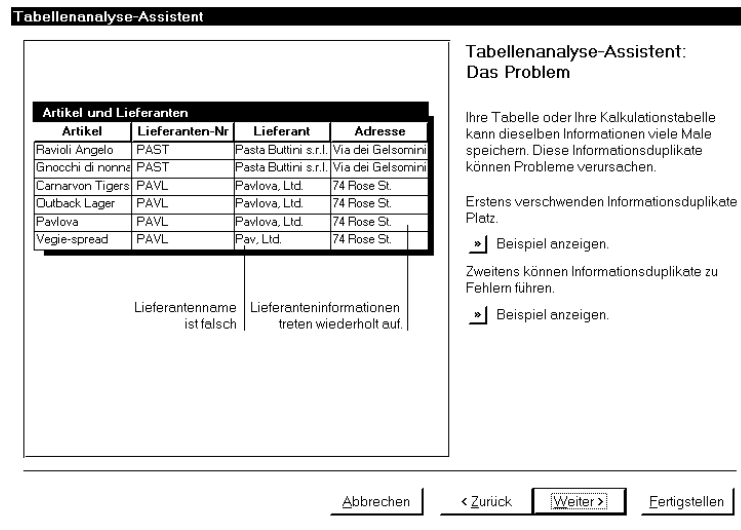 Tabellenanalyse-Assistent
Tabellenanalyse-Assistent:
Das Problem
Artikel und Lieferanten
Artikel Lieferanten-Nr Lieferant Adresse
Ravioli Angelo PAST Pasta Buttini s.r.l. Via dei Gelsomini
Gnocchi di nonna PAST Pasta Buttini s.r.l. Via dei Gelsomini
Carnarvon Tigers PAVL Pavlova, Ltd. 74 Rose St.
Outback Lager PAVL Pavlova, Ltd. 74 Rose St.
Pavlova PAVL Pavlova, Ltd. 74 Rose St.
Vegie-spread PAVL Pav, Ltd. 74 Rose St.
Lieferantenname
ist falsch
Lieferanteninformationen
treten wiederholt auf.
Ihre Tabelle oder Ihre Kalkulationstabelle
kann dieselben Informationen viele Male
speichern. Diese Informationsduplikate
können Probleme verursachen.
Erstens verschwenden Informationsduplikate
Platz.
» Beispiel anzeigen.
Zweitens können Informationsduplikate zu
Fehlern führen.
» Beispiel anzeigen.
Abbrechen < Zurück Weiter > Fertigstellen